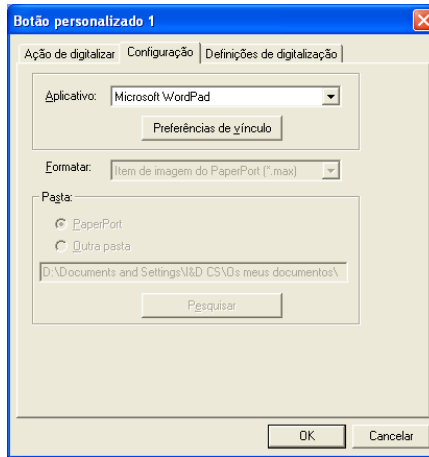 Botão personalizado 1
Ação de digitalizar Configuração Definições de digitalização
Aplicativo: Microsoft WordPad
Preferências de vínculo
Formatar: Item de imagem do PaperPort (*.max)
Pasta:
PaperPort
Outra pasta
D:\Documents and Settings\I&D CS\Os meus documentos\
Pesquisar
OK Cancelar